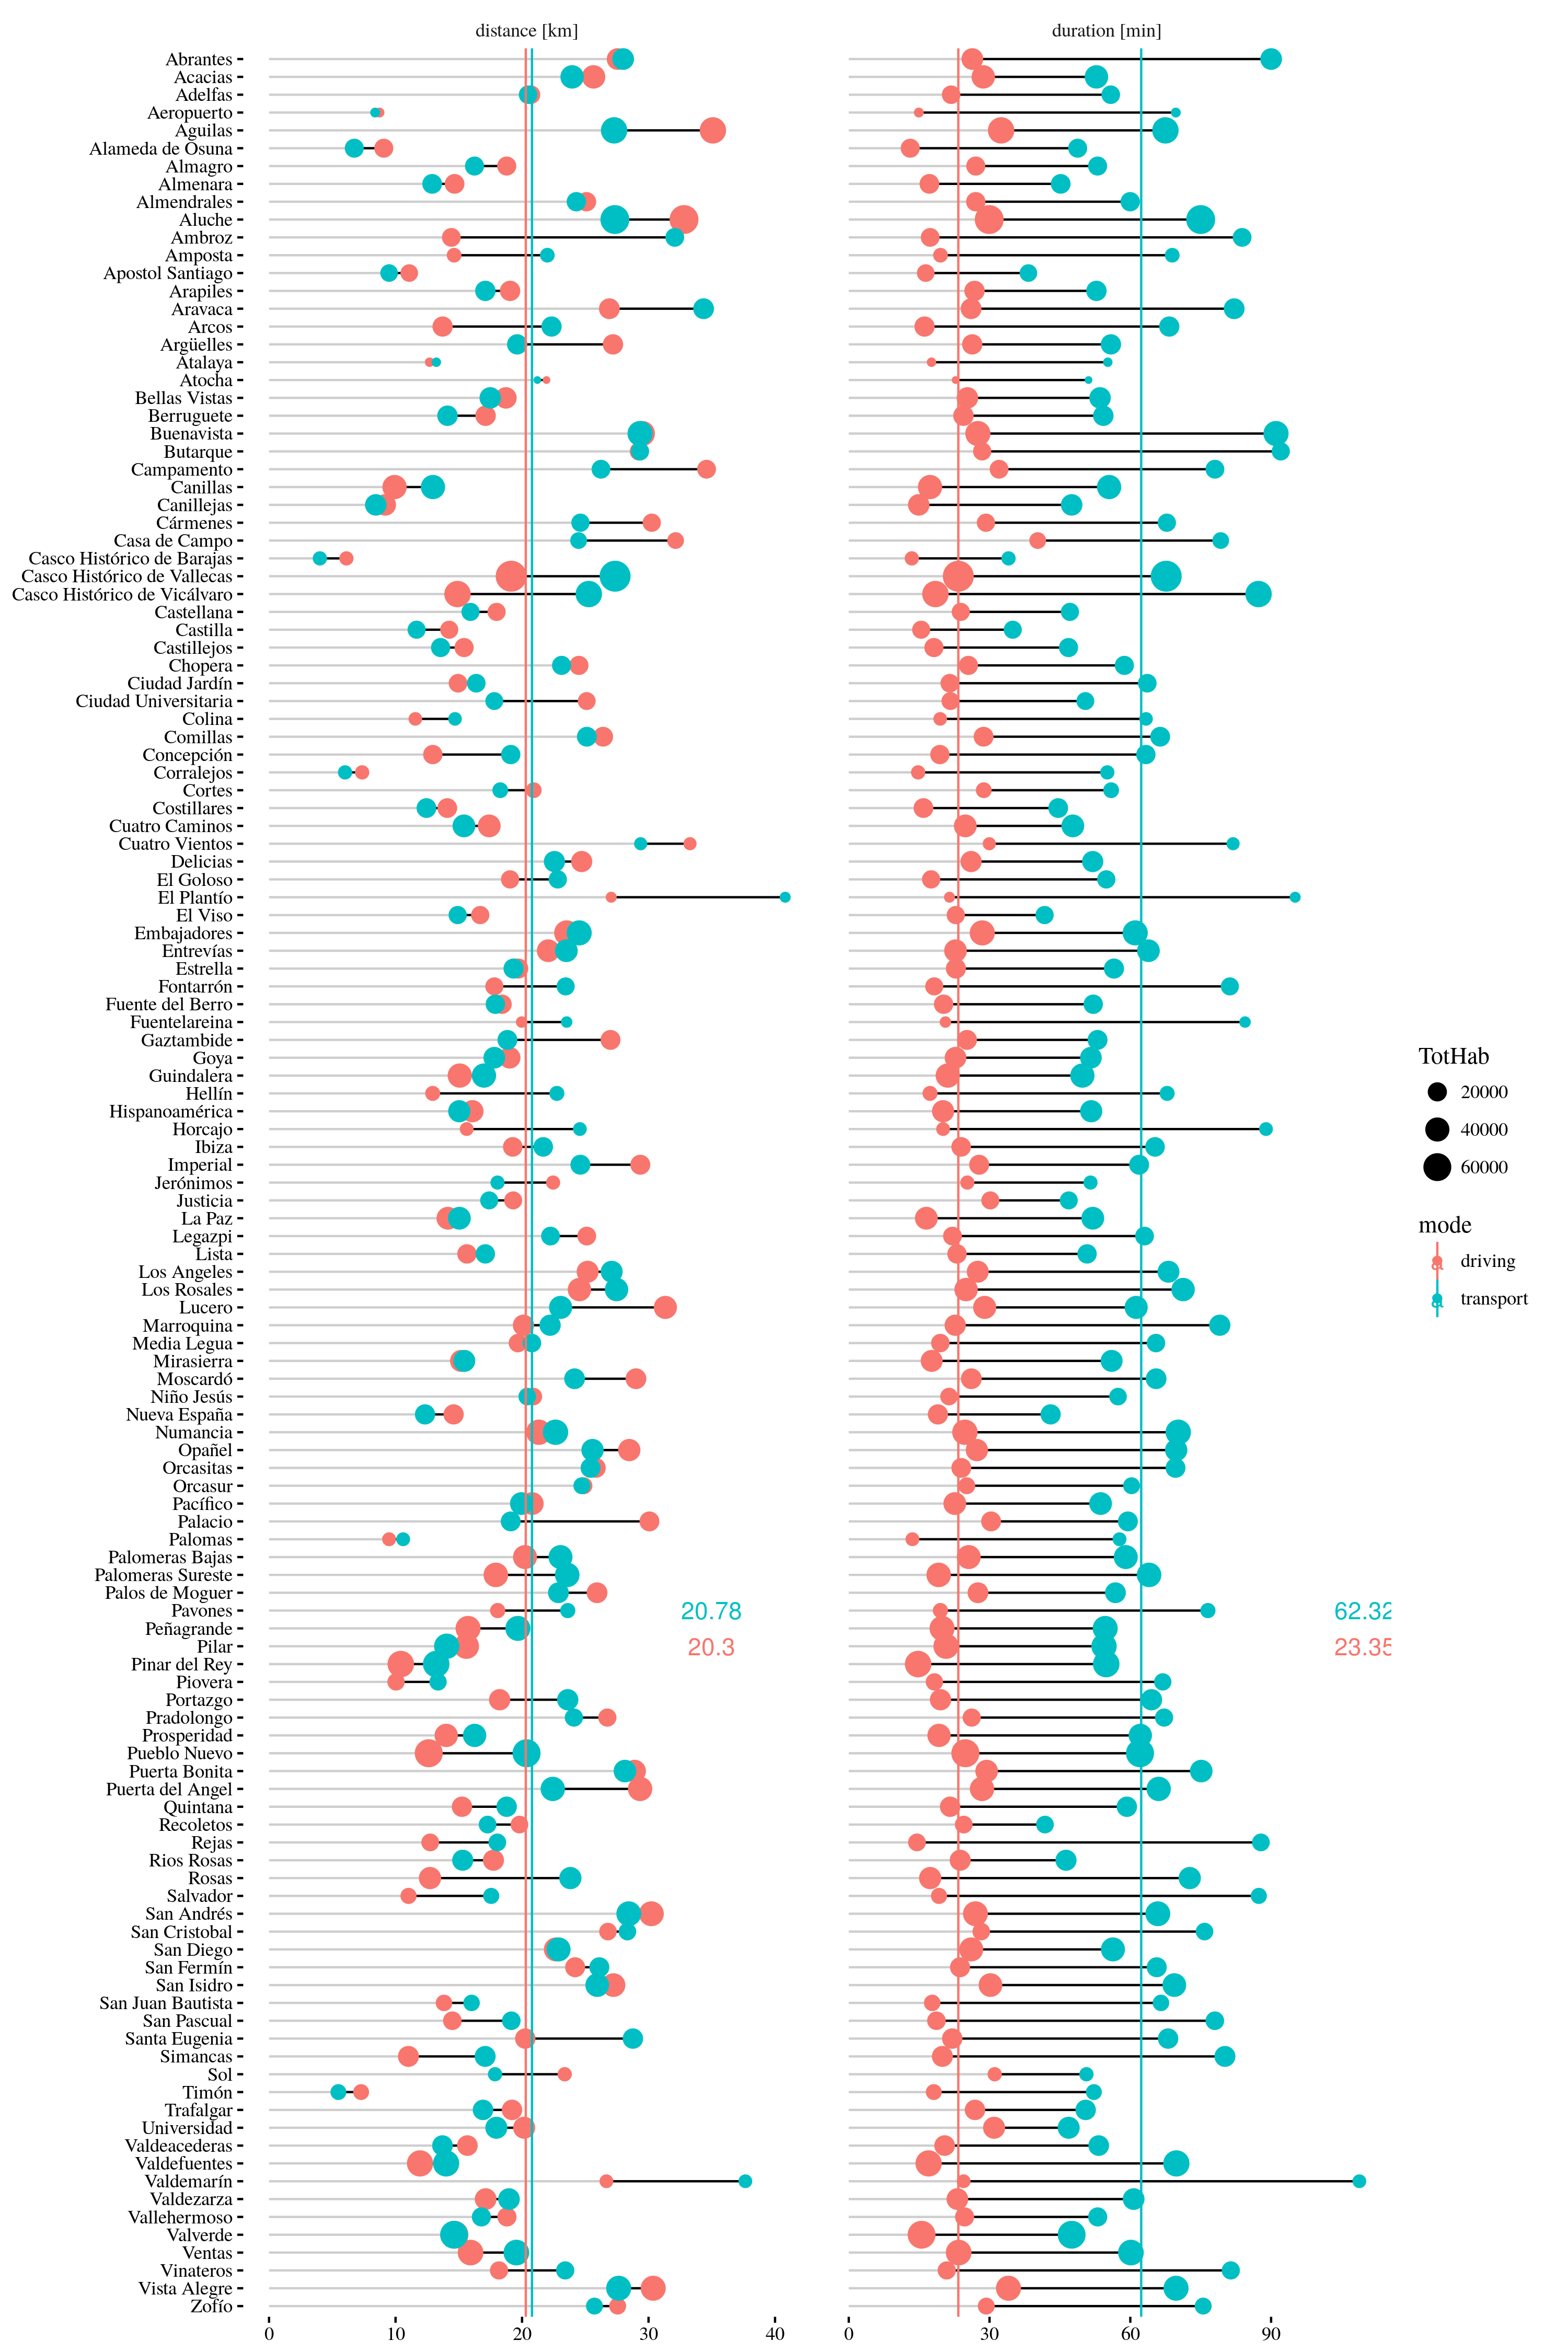 distance [km]
duration [min]
Abrantes
Acacias
Adelfas
Aeropuerto
Aguilas
Alameda de Osuna
Almagro
Almenara
Almendrales
Aluche
Ambroz
Amposta
Apostol Santiago
Arapiles
Aravaca
Arcos
Argüelles
Atalaya
Atocha
Bellas Vistas
Berruguete
Buenavista
Butarque
Campamento
Canillas
Canillejas
Cármenes
Casa de Campo
Casco Histórico de Barajas
Casco Histórico de Vallecas
Casco Histórico de Vicálvaro
Castellana
Castilla
Castillejos
Chopera
Ciudad Jardín
Ciudad Universitaria
Colina
Comillas
Concepción
Corralejos
Cortes
Costillares
Cuatro Caminos
Cuatro Vientos
Delicias
El Goloso
El Plantío
El Viso
Embajadores
Entrevías
Estrella
Fontarrón
Fuente del Berro
Fuentelareina
Gaztambide
Goya
Guindalera
Hellín
Hispanoamérica
Horcajo
Ibiza
Imperial
Jerónimos
Justicia
La Paz
Legazpi
Lista
Los Angeles
Los Rosales
Lucero
Marroquina
Media Legua
Mirasierra
Moscardó
Niño Jesús
Nueva España
Numancia
Opañel
Orcasitas
Orcasur
Pacífico
Palacio
Palomas
Palomeras Bajas
Palomeras Sureste
Palos de Moguer
Pavones
Peñagrande
Pilar
Pinar del Rey
Piovera
Portazgo
Pradolongo
Prosperidad
Pueblo Nuevo
Puerta Bonita
Puerta del Angel
Quintana
Recoletos
Rejas
Rios Rosas
Rosas
Salvador
San Andrés
San Cristobal
San Diego
San Fermín
San Isidro
San Juan Bautista
San Pascual
Santa Eugenia
Simancas
Sol
Timón
Trafalgar
Universidad
Valdeacederas
Valdefuentes
Valdemarín
Valdezarza
Vallehermoso
Valverde
Ventas
Vinateros
Vista Alegre
Zofío
20.78
20.3
62.32
23.35
0 10 20 30 40
0 30 60 90
TotHab
20000
40000
60000
mode
driving
transport